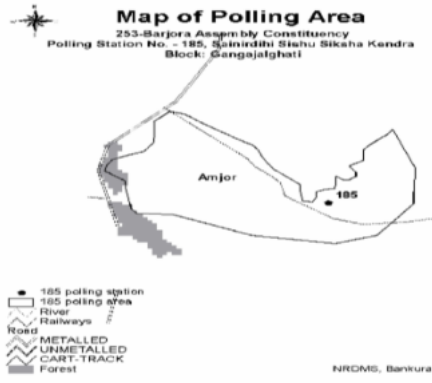 Map of Polling Area
253-Barjora Assembly Constituency
Polling Station No. - 185, Sainirdihi Sishu Siksha Kendra
Block: Gangajalghati
Amjor
185
185 polling station
185 polling area
River
Railways
Road
METALLED
UNMETALLED
CART-TRACK
Forest
NRDMS, Bankura